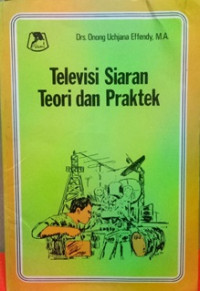 Drs. Onong Uchjana Effendy, M.A.
Televisi Siaran
Teori dan Praktek